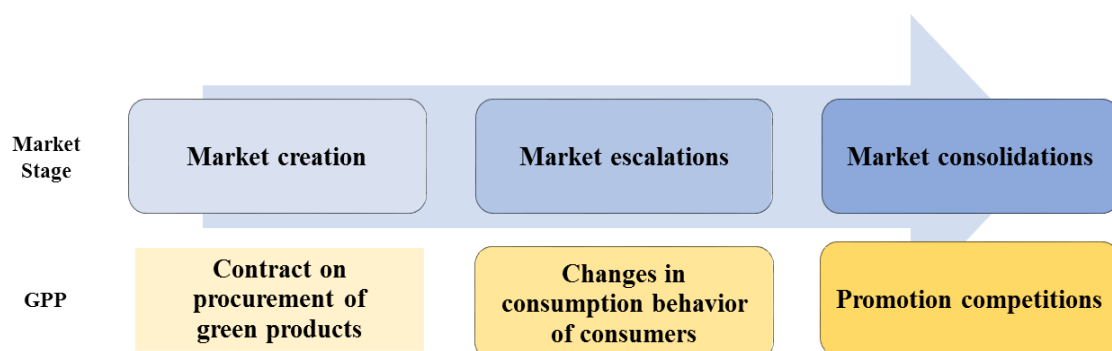 Market
Stage
Market creation
Market escalations
Market consolidations
GPP
Contract on
procurement of
green products
Changes in
consumption behavior
of consumers
Promotion competitions